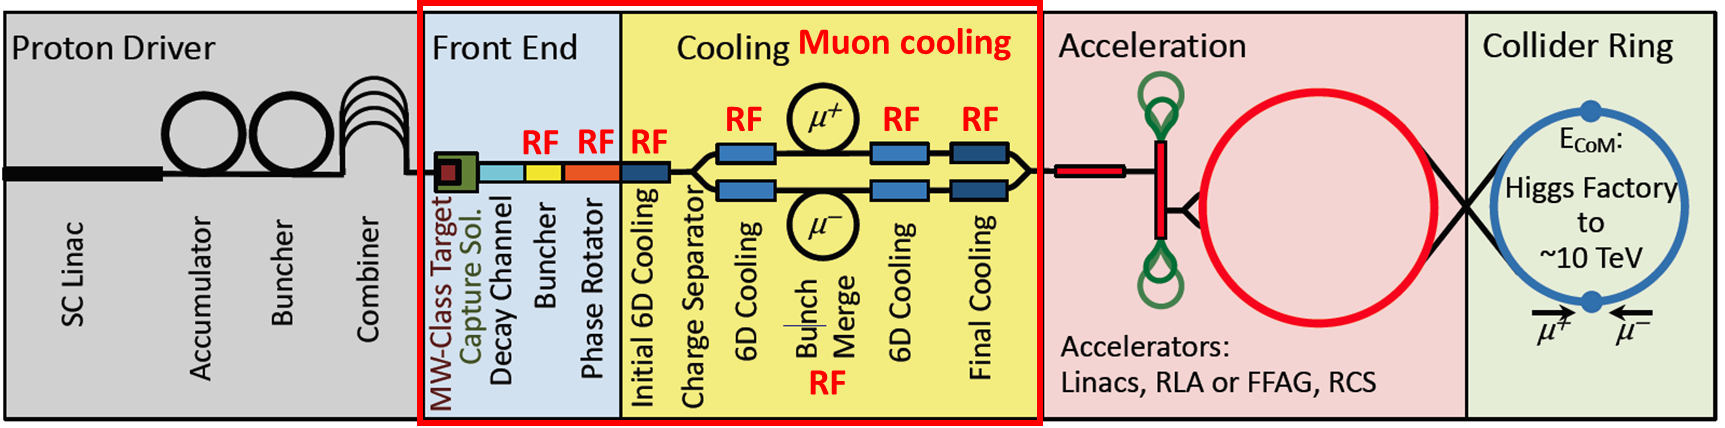 Proton Driver
SC Linac
Accumulator
Buncher
Combiner
Front End
RF
RF
MW-Class Target
Capture Sol.
Decay Channel
Buncher
Phase Rotator
Cooling
Muon cooling
RF
RF
RF
RF
μ+
μ−
Initial 6D Cooling
Charge Separator
6D Cooling
Bunch
Merge
RF
6D Cooling
Final Cooling
Acceleration
Accelerators:
Linacs, RLA or FFAG, RCS
Collider Ring
ECoM:
Higgs Factory
to
~10 TeV
μ+
μ−